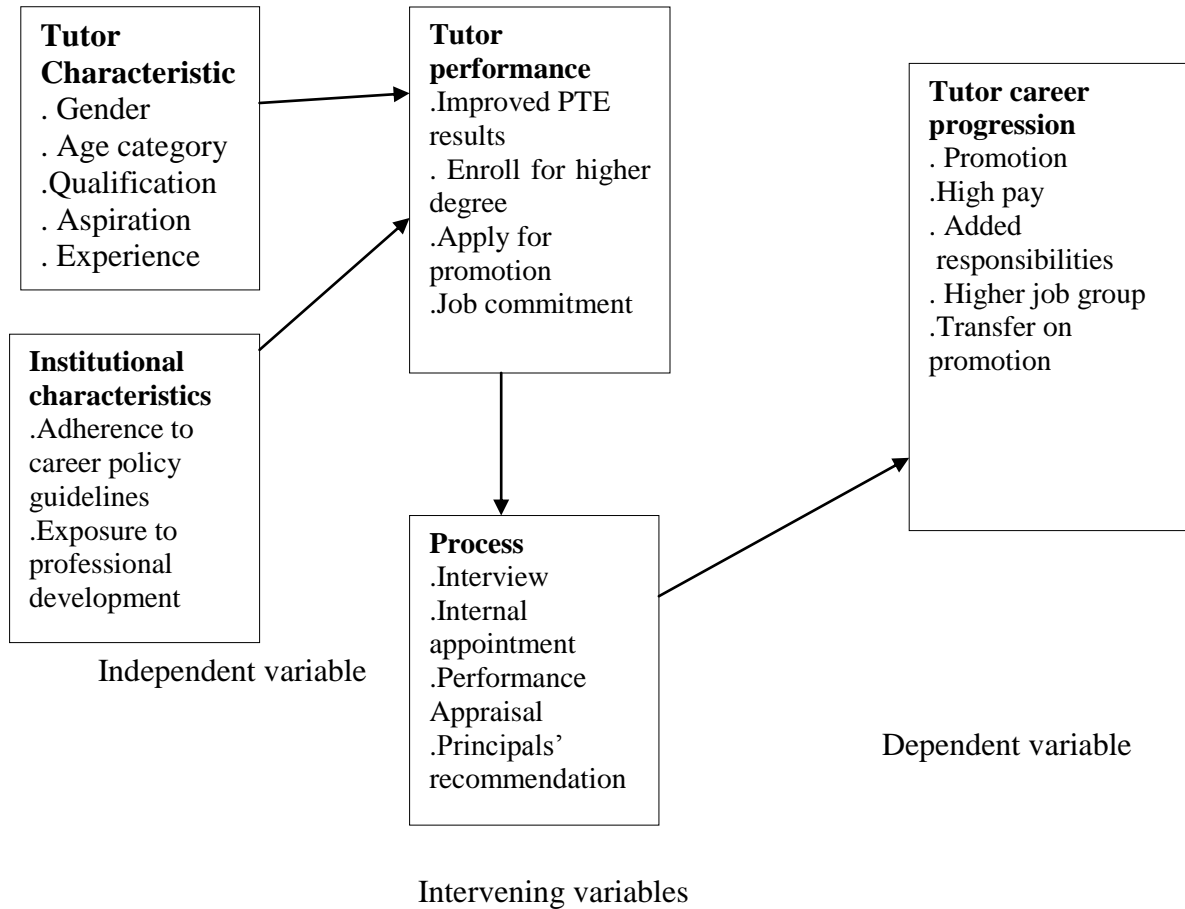 Tutor
Characteristic
. Gender
. Age category
.Qualification
. Aspiration
. Experience
Institutional
characteristics
.Adherence to
career policy
guidelines
.Exposure to
professional
development
Independent variable
Tutor
performance
.Improved PTE
results
. Enroll for higher
degree
.Apply for
promotion
.Job commitment
Process
.Interview
.Internal
appointment
.Performance
Appraisal
.Principals’
recommendation
Intervening variables
Tutor career
progression
. Promotion
.High pay
. Added
responsibilities
. Higher job group
.Transfer on
promotion
Dependent variable